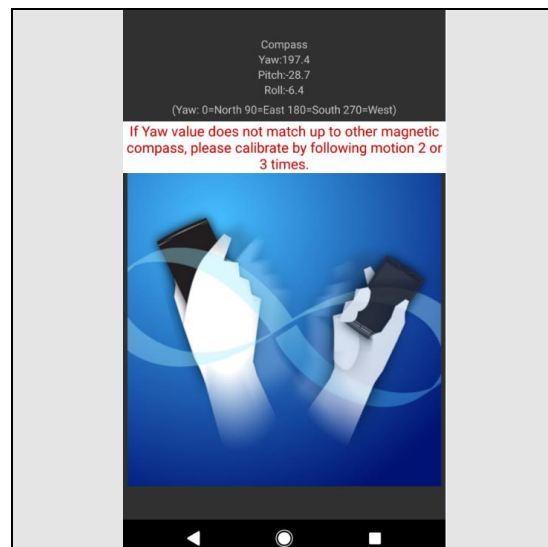 Compass
Yaw:197.4
Pitch:-28.7
Roll:-6.4
(Yaw: 0=North 90=East 180=South 270=West)
If Yaw value does not match up to other magnetic
compass, please calibrate by following motion 2 or
3 times.